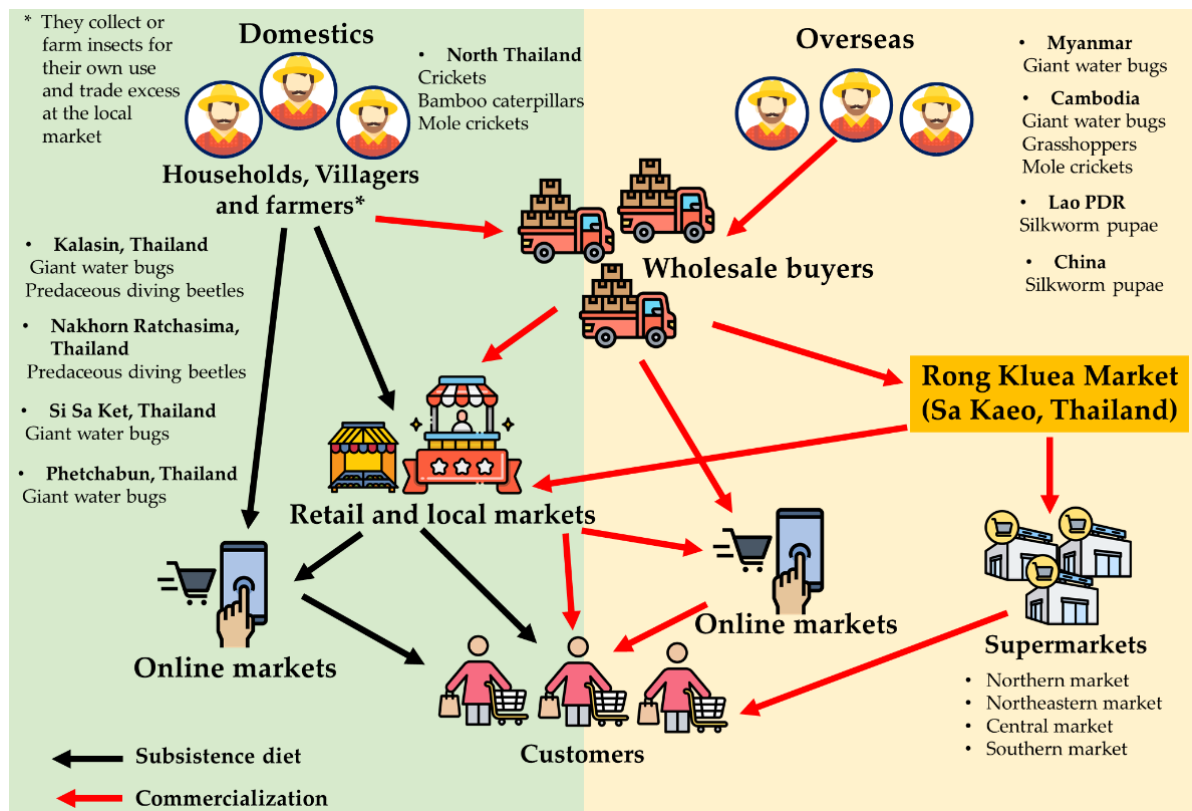 * They collect or
farm insects for
their own use
and trade excess
at the local
market
Domestics
• North Thailand
Crickets
Bamboo caterpillars
Mole crickets
Households, Villagers
and farmers*
• Kalasin, Thailand
Giant water bugs
Predaceous diving beetles
• Nakhorn Ratchasima,
Thailand
Predaceous diving beetles
• Si Sa Ket, Thailand
Giant water bugs
• Phetchabun, Thailand
Giant water bugs
Overseas
• Myanmar
Giant water bugs
• Cambodia
Giant water bugs
Grasshoppers
Mole crickets
• Lao PDR
Silkworm pupae
• China
Silkworm pupae
Wholesale buyers
Rong Kluea Market
(Sa Kaeo, Thailand)
Retail and local markets
Online markets
Online markets
Supermarkets
• Northern market
• Northeastern market
• Central market
• Southern market
Customers
Subsistence diet
Commercialization